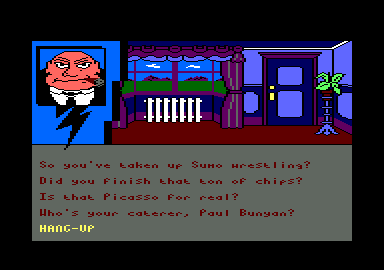 So you've taken up Sumo wrestling?
Did you finish that ton of chips?
Is that Picasso for real?
Who's your caterer, Paul Bunyan?
HANG-UP